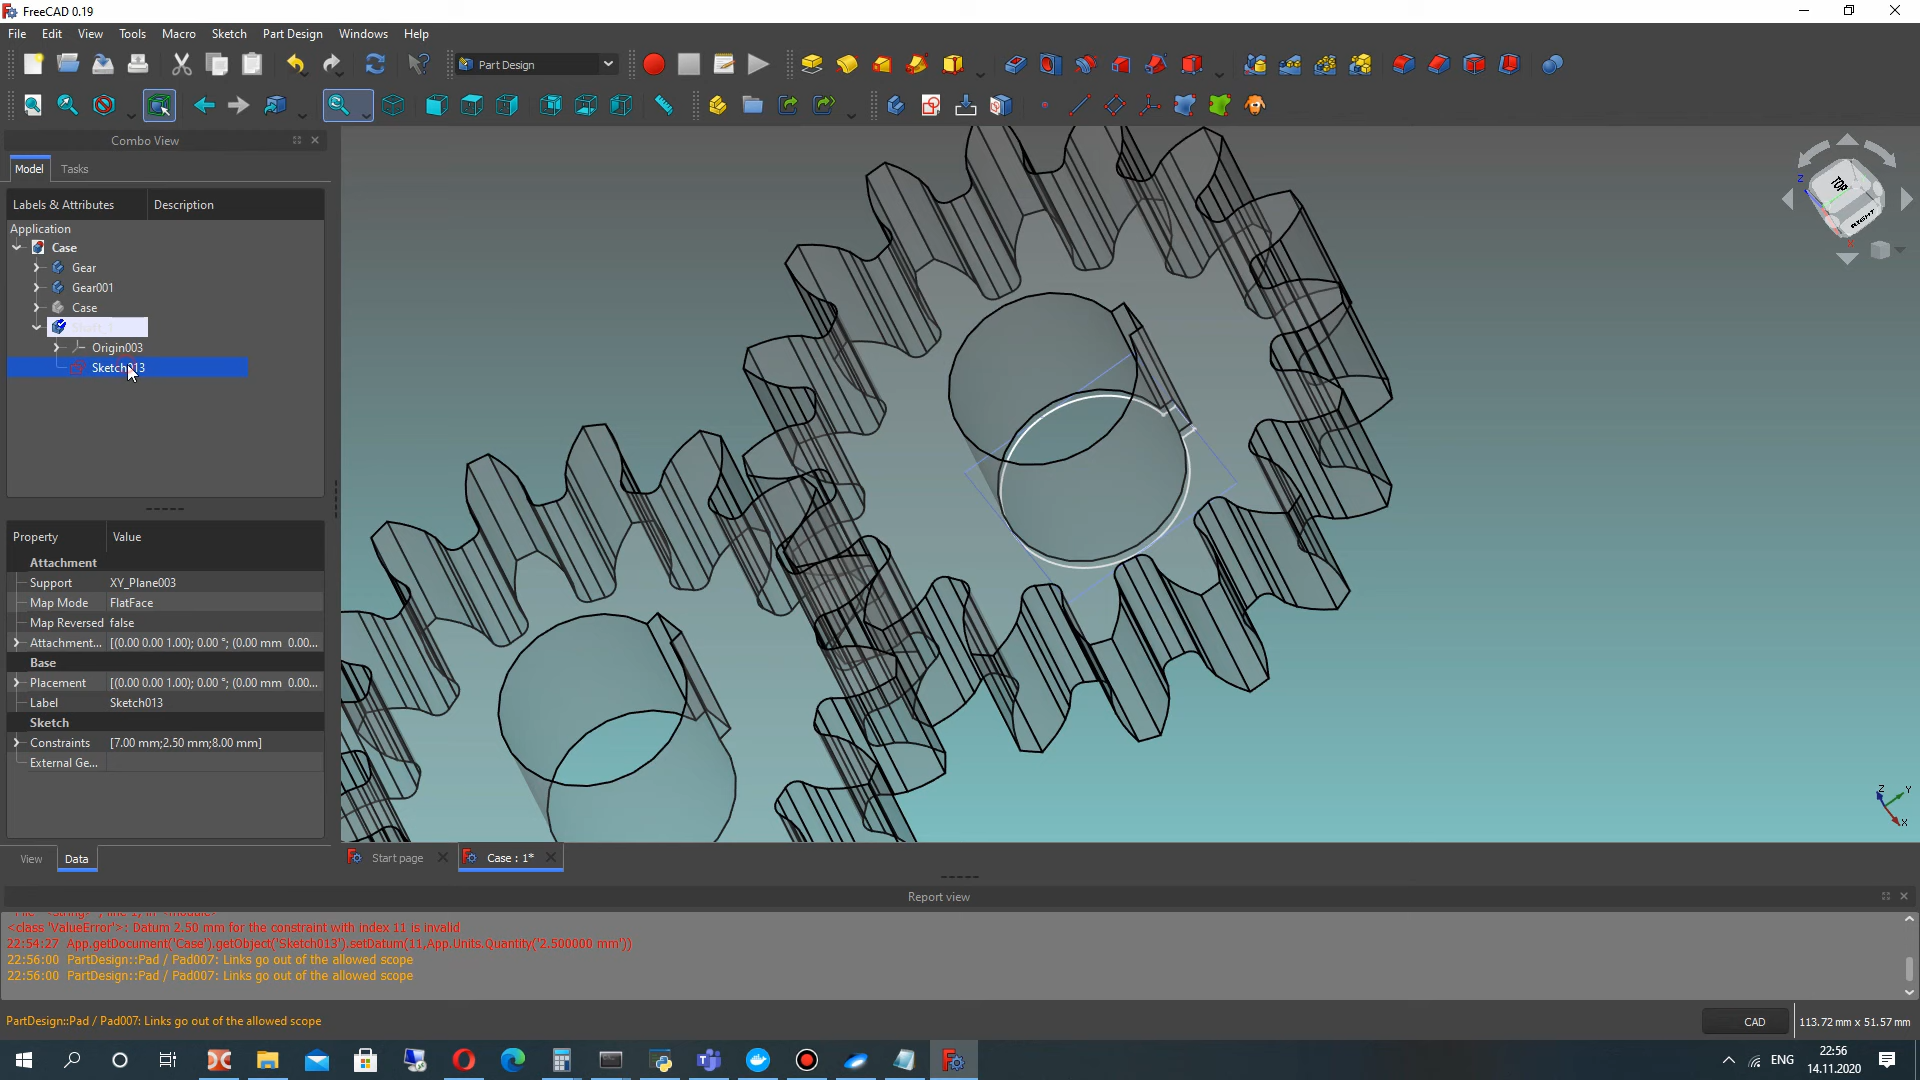 FreeCAD 0.19
File Edit View Tools Macro Sketch Part Design Windows Help
Part Design
Combo View
Model Tasks
Labels & Attributes Description
Application
Case
Gear
Gear001
Case
Origin003
Sketch013
Property Value
Attachment
Support XY_Plane003
Map Mode FlatFace
Map Reversed false
Attachment... [(0.00 0.00 1.00); 0.00 °; (0.00 mm 0.00...
Base
Placement [(0.00 0.00 1.00); 0.00 °; (0.00 mm 0.00...
Label Sketch013
Sketch
Constraints [7.00 mm;2.50 mm;8.00 mm]
External Ge...
View Data
TOP
RIGHT
Z
X
Z
Y
X
Start page Case : 1*
Report view
File "<string>", line 1, in <module>
<class 'ValueError'>: Datum 2.50 mm for the constraint with index 11 is invalid
22:54:27 App.getDocument('Case').getObject('Sketch013').setDatum(11,App.Units.Quantity('2.500000 mm'))
22:56:00 PartDesign::Pad / Pad007: Links go out of the allowed scope
22:56:00 PartDesign::Pad / Pad007: Links go out of the allowed scope
PartDesign::Pad / Pad007: Links go out of the allowed scope
CAD 113.72 mm x 51.57 mm
ENG 22:56
14.11.2020